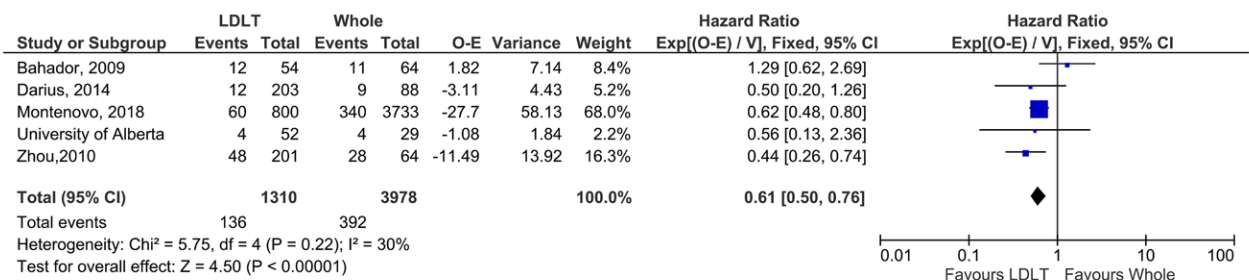 LDLT Whole Hazard Ratio Hazard Ratio
Study or Subgroup Events Total Events Total O-E Variance Weight Exp[(O-E) / V], Fixed, 95% CI Exp[(O-E) / V], Fixed, 95% CI
Bahador, 2009 12 54 11 64 1.82 7.14 8.4% 1.29 [0.62, 2.69]
Darius, 2014 12 203 9 88 -3.11 4.43 5.2% 0.50 [0.20, 1.26]
Montenovo, 2018 60 800 340 3733 -27.7 58.13 68.0% 0.62 [0.48, 0.80]
University of Alberta 4 52 4 29 -1.08 1.84 2.2% 0.56 [0.13, 2.36]
Zhou,2010 48 201 28 64 -11.49 13.92 16.3% 0.44 [0.26, 0.74]
Total (95% CI) 1310 3978 100.0% 0.61 [0.50, 0.76]
Total events 136 392
Heterogeneity: Chi² = 5.75, df = 4 (P = 0.22); I² = 30%
Test for overall effect: Z = 4.50 (P < 0.00001)
0.01 0.1 1 10 100
Favours LDLT Favours Whole